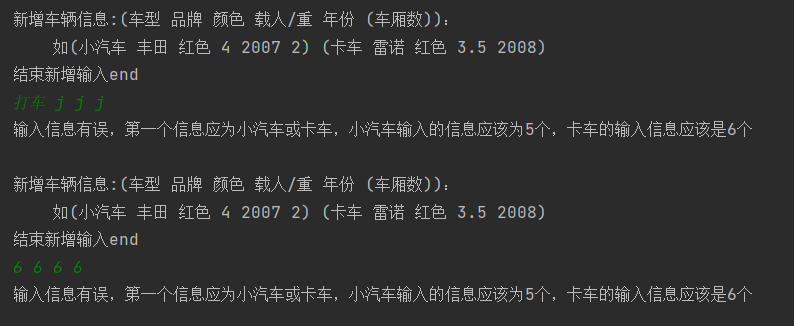 新增车辆信息:(车型 品牌 颜色 载人/重 年份 (车厢数))：
如(小汽车 丰田 红色 4 2007 2) (卡车 雷诺 红色 3.5 2008)
结束新增输入end
打车 j j j
输入信息有误，第一个信息应为小汽车或卡车，小汽车输入的信息应该为5个，卡车的输入信息应该是6个
新增车辆信息:(车型 品牌 颜色 载人/重 年份 (车厢数))：
如(小汽车 丰田 红色 4 2007 2) (卡车 雷诺 红色 3.5 2008)
结束新增输入end
6 6 6 6
输入信息有误，第一个信息应为小汽车或卡车，小汽车输入的信息应该为5个，卡车的输入信息应该是6个